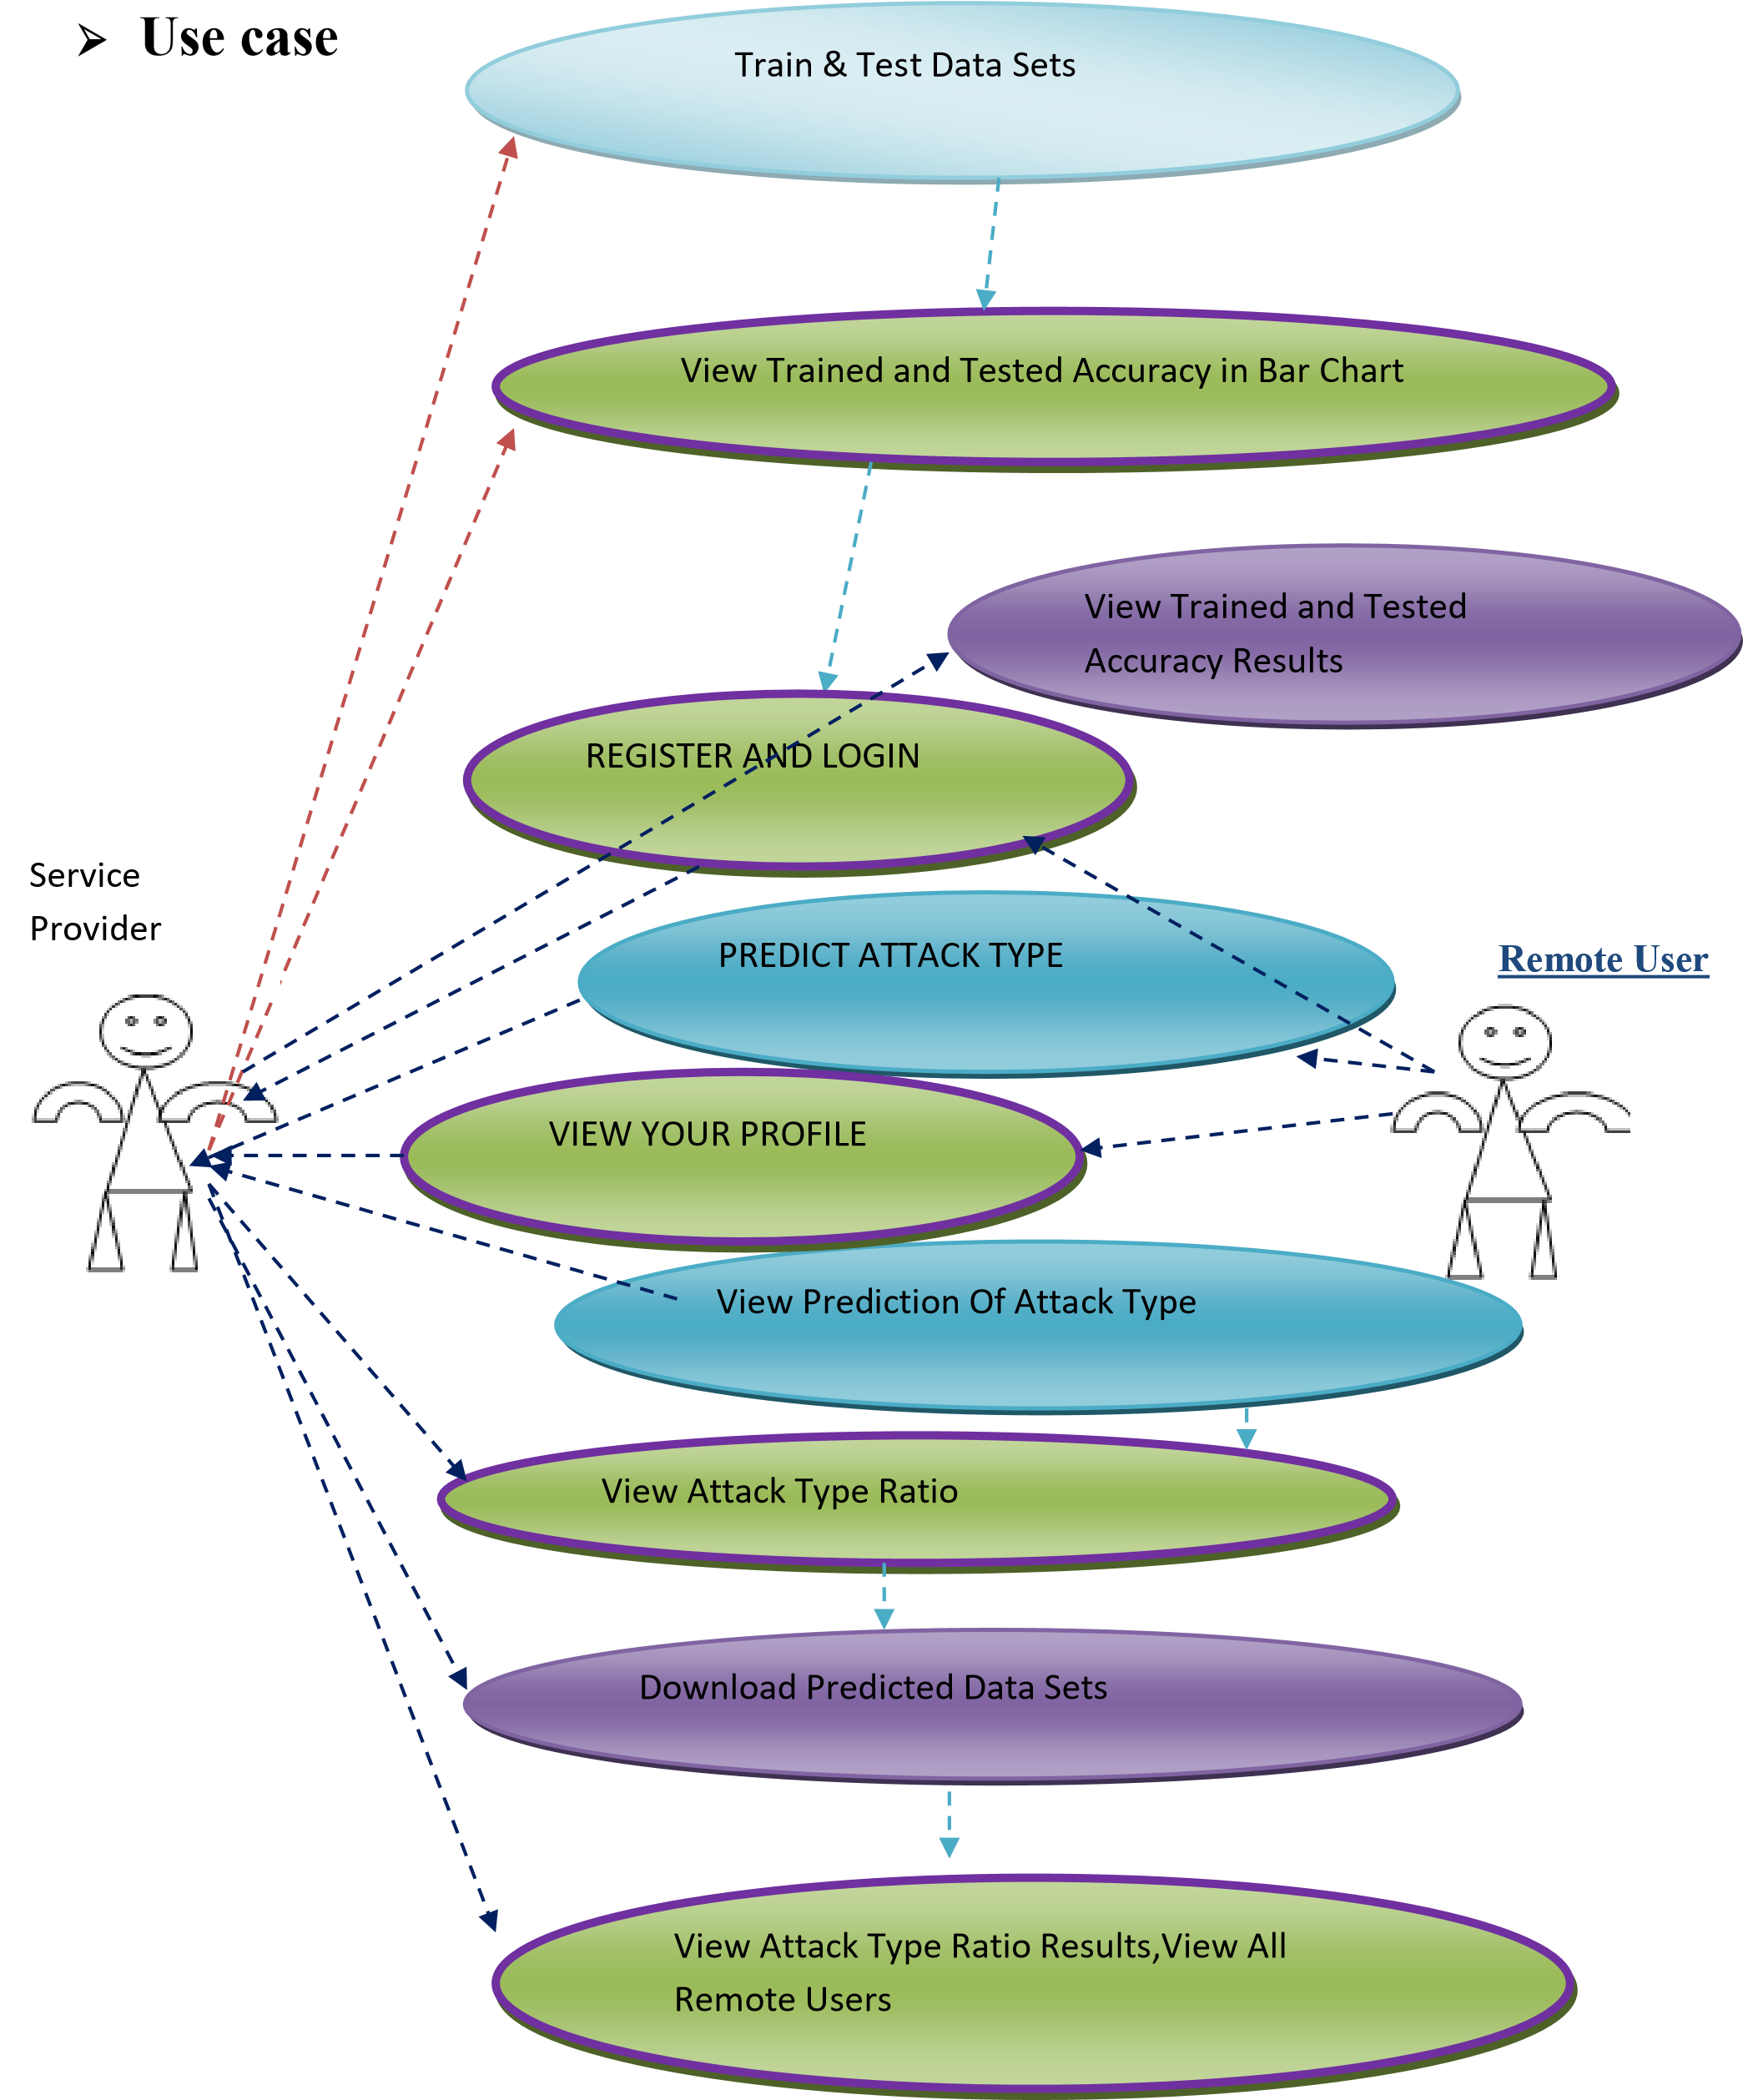 Use case
Train & Test Data Sets
View Trained and Tested Accuracy in Bar Chart
View Trained and Tested
Accuracy Results
REGISTER AND LOGIN
Service
Provider
PREDICT ATTACK TYPE
Remote User
VIEW YOUR PROFILE
View Prediction Of Attack Type
View Attack Type Ratio
Download Predicted Data Sets
View Attack Type Ratio Results,View All
Remote Users